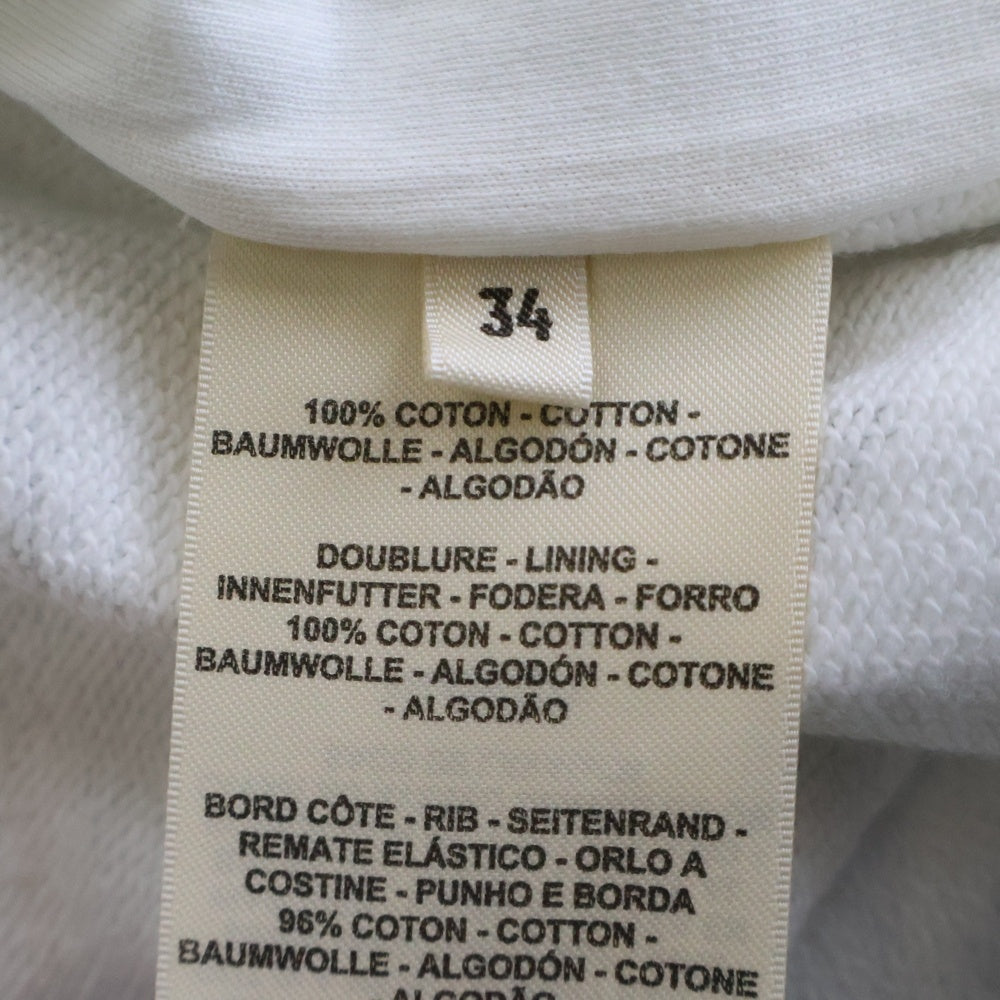 34
100% COTON - COTTON -
BAUMWOLLE - ALGODÓN - COTONE
- ALGODÃO
DOUBLURE - LINING -
INNENFUTTER - FODERA - FORRO
100% COTON - COTTON -
BAUMWOLLE - ALGODÓN - COTONE
- ALGODÃO
BORD CÔTE - RIB - SEITENRAND -
REMATE ELÁSTICO - ORLO A
COSTINE - PUNHO E BORDA
96% COTON - COTTON -
BAUMWOLLE - ALGODÓN - COTONE
- ALGODÃO